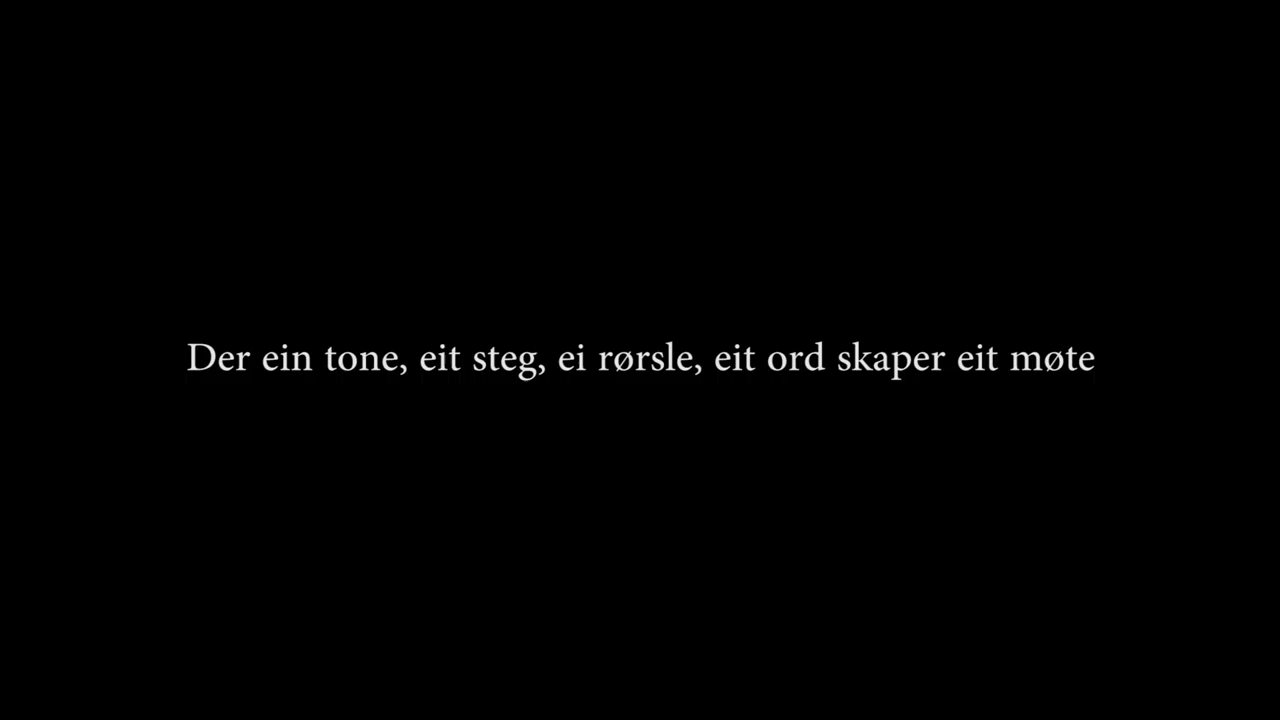 Der ein tone, eit steg, ei rørsle, eit ord skaper eit møte